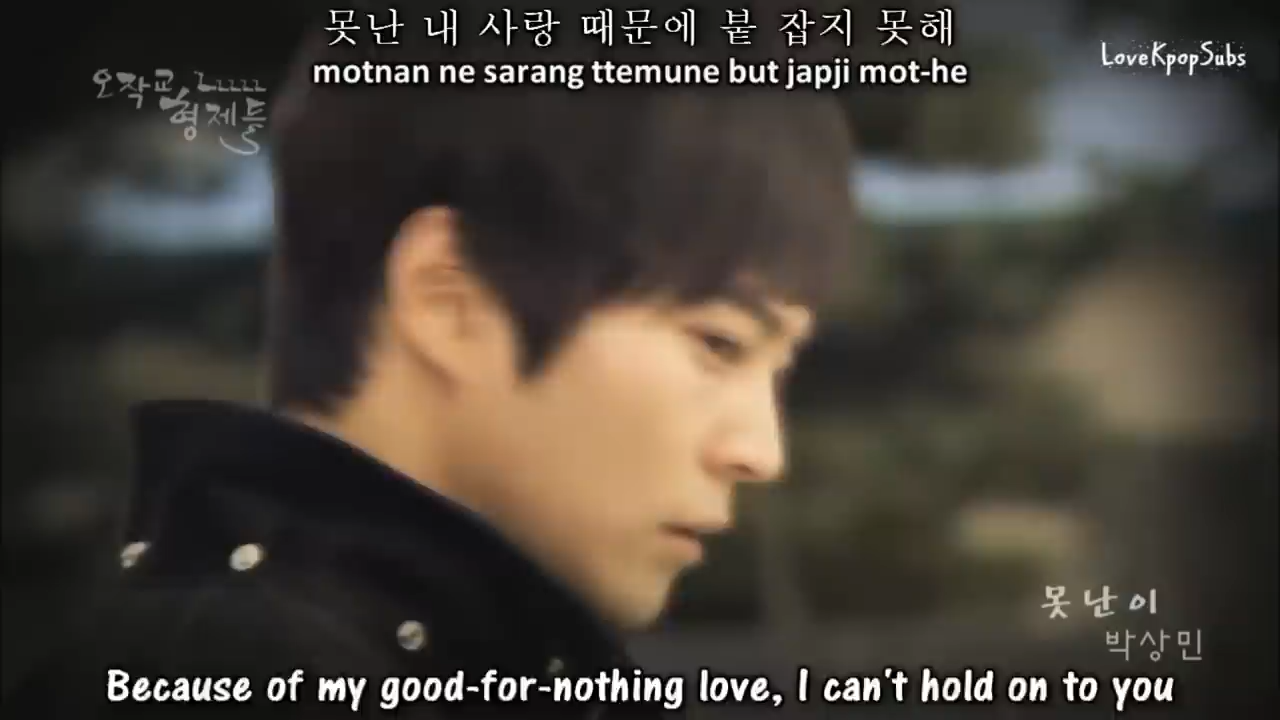 못난 내 사랑 때문에 붙 잡지 못해
motnan ne sarang ttemune but japji mot-he
LoveKpopSubs
오작교
형제들
못난이
박상민
Because of my good-for-nothing love, I can't hold on to you